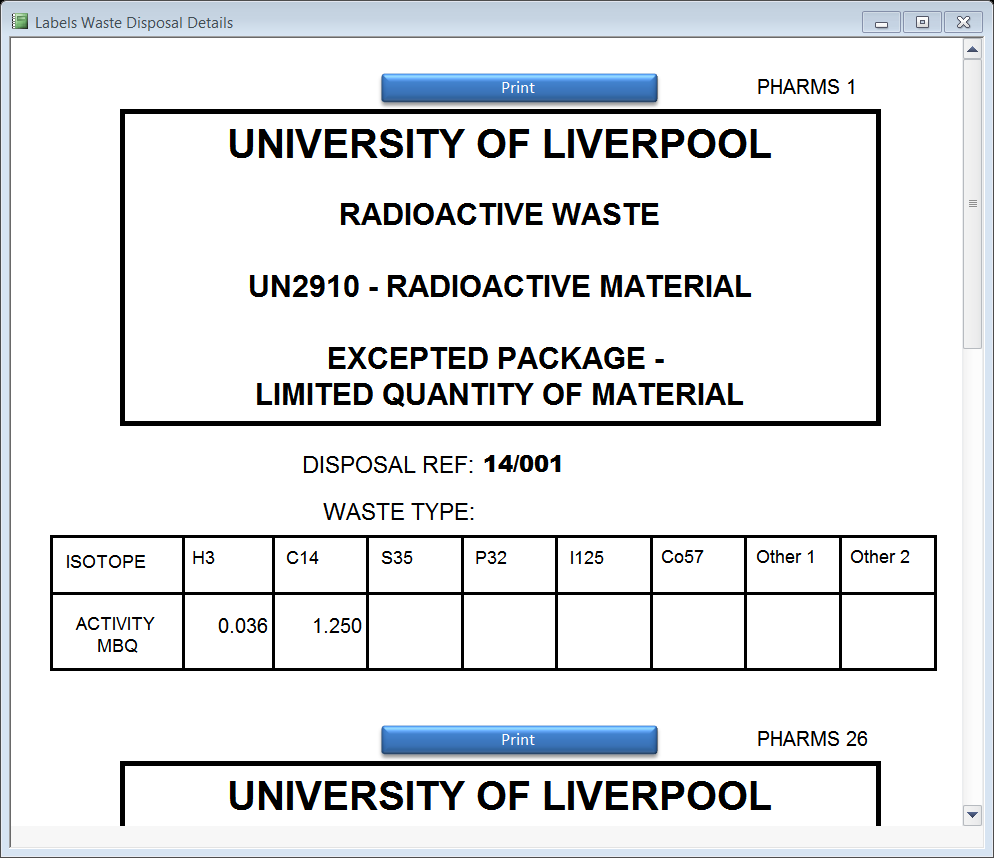 Labels Waste Disposal Details
Print
PHARMS 1
UNIVERSITY OF LIVERPOOL
RADIOACTIVE WASTE
UN2910 - RADIOACTIVE MATERIAL
EXCEPTED PACKAGE -
LIMITED QUANTITY OF MATERIAL
DISPOSAL REF: 14/001
WASTE TYPE:
ISOTOPE H3 C14 S35 P32 I125 Co57 Other 1 Other 2
ACTIVITY
MBQ
0.036 1.250
Print
PHARMS 26
UNIVERSITY OF LIVERPOOL